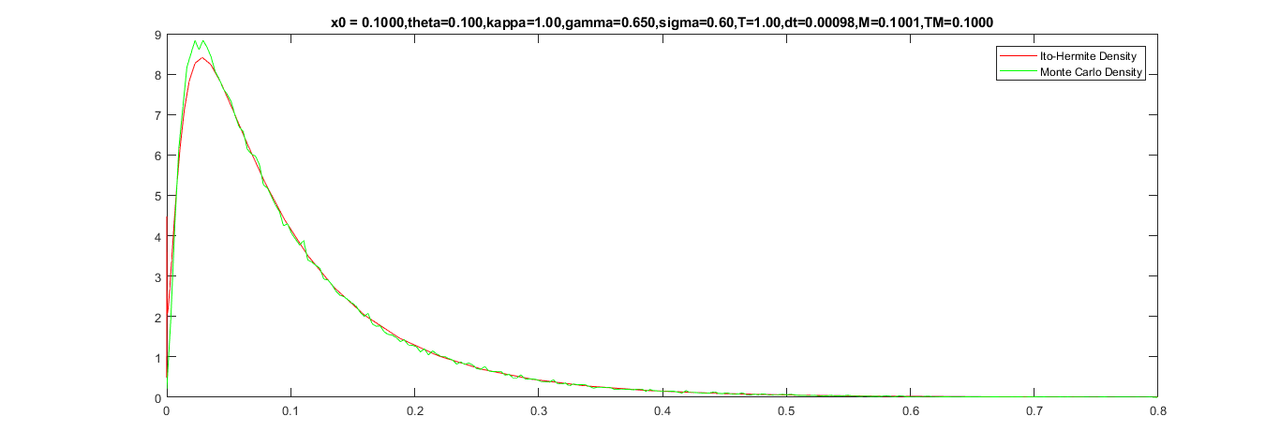 x0 = 0.1000,theta=0.100,kappa=1.00,gamma=0.650,sigma=0.60,T=1.00,dt=0.00098,M=0.1001,TM=0.1000
9
Ito-Hermite Density
Monte Carlo Density
8
7
6
5
4
3
2
1
0
0 0.1 0.2 0.3 0.4 0.5 0.6 0.7 0.8